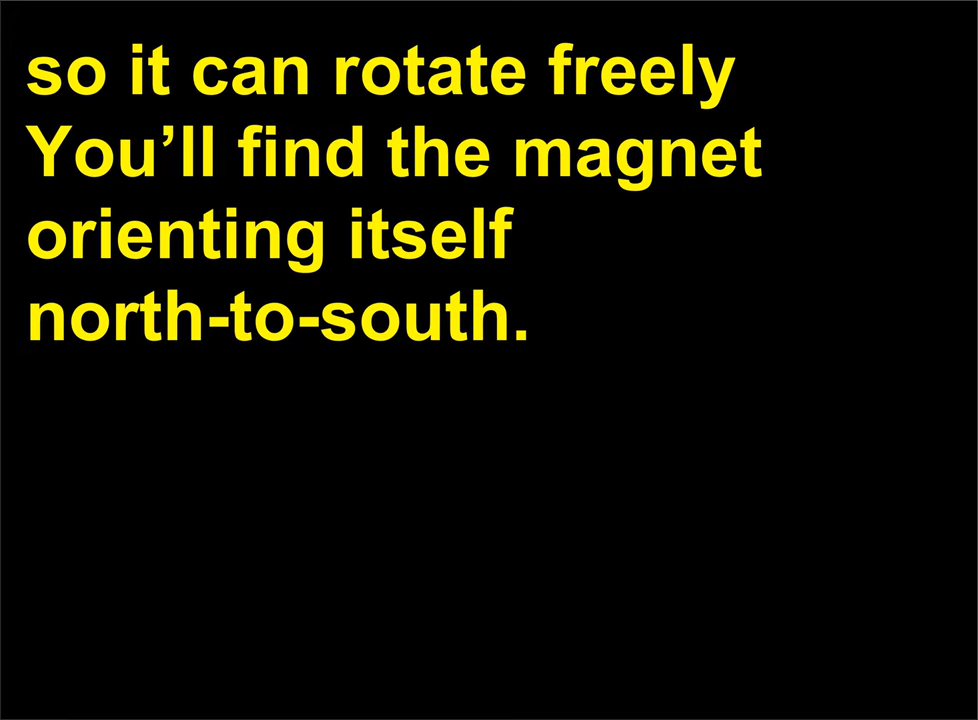 so it can rotate freely
You’ll find the magnet
orienting itself
north-to-south.